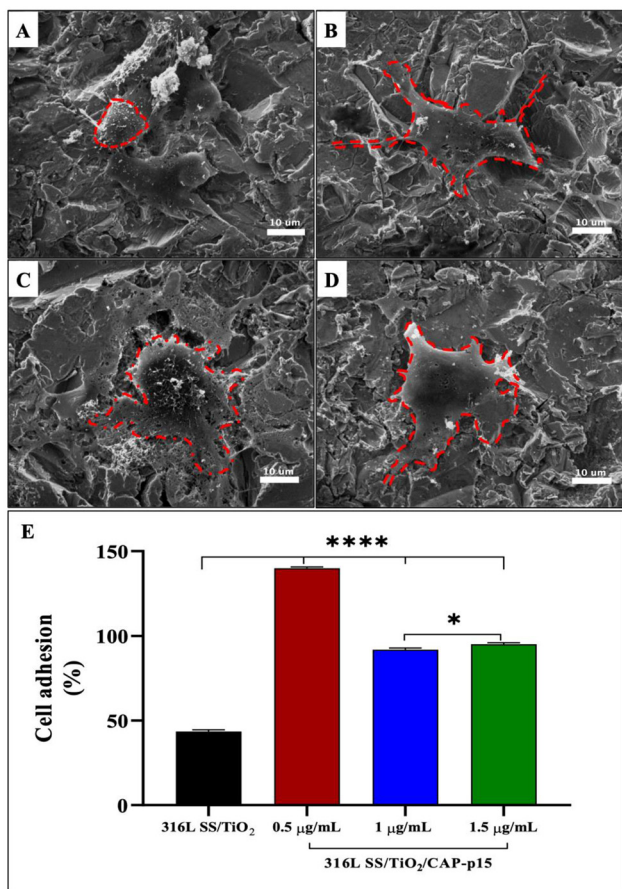 A
B
10 um
10 um
C
D
10 um
10 um
E
****
*
150
100
50
0
Cell adhesion
(%)
316L SS/TiO₂
0.5 µg/mL
1 µg/mL
1.5 µg/mL
316L SS/TiO₂/CAP-p15